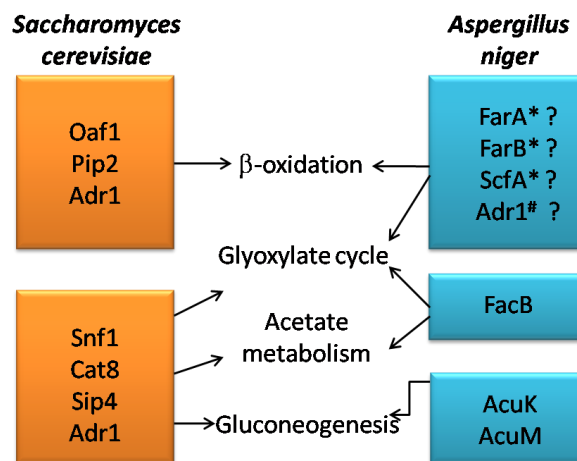 Saccharomyces
cerevisiae
Aspergillus
niger
Oaf1
Pip2
Adr1
β-oxidation
FarA* ?
FarB* ?
ScfA* ?
Adr1# ?
Glyoxylate cycle
Snf1
Cat8
Sip4
Adr1
Acetate
metabolism
Gluconeogenesis
FacB
AcuK
AcuM